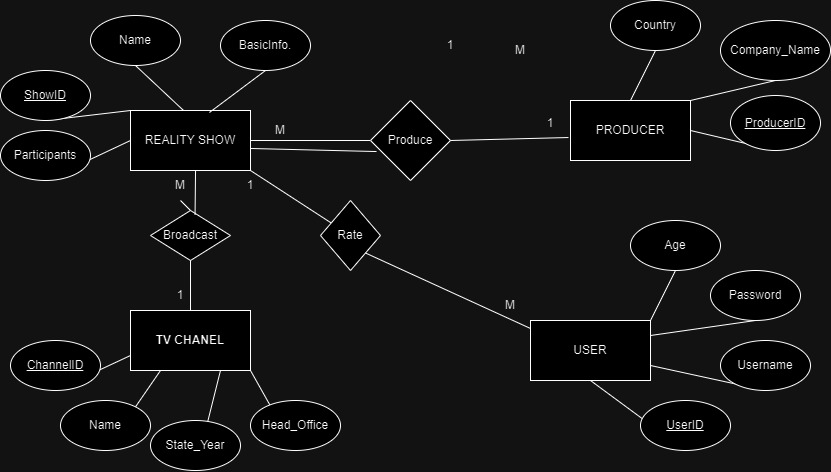 Country
Name
BasicInfo.
1
M
Company_Name
ShowID
ProducerID
M
1
REALITY SHOW
Produce
PRODUCER
Participants
M
1
Broadcast
Rate
Age
1
M
Password
TV CHANEL
USER
ChannelID
Username
Name
Head_Office
UserID
State_Year